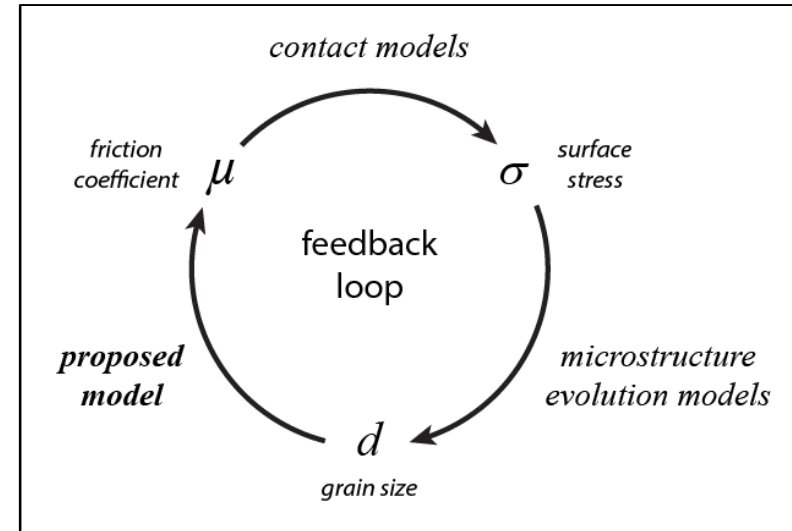 contact models
friction
coefficient
μ
σ
surface
stress
feedback
loop
proposed
model
microstructure
evolution models
d
grain size